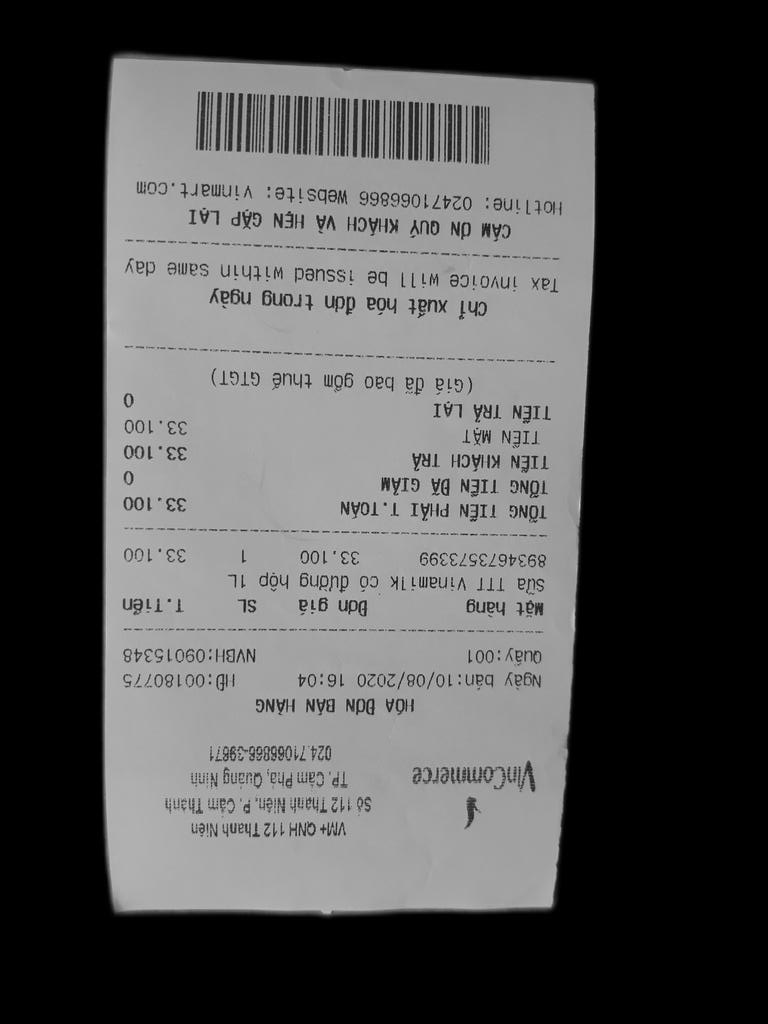 VinCommerce
VM+ QNH 112 Thanh Niên
Số 112 Thanh Niên, P. Cẩm Thành
TP. Cẩm Phả, Quảng Ninh
024.71066866-39671
HÓA ĐƠN BÁN HÀNG
Ngày bán:10/08/2020 16:04 HĐ:00180775
Quầy:001 NVBH:09015348
Mặt hàng Đơn giá SL T.Tiền
Sữa TTT Vinamilk có đường hộp 1L
8934673573399 33.100 1 33.100
TỔNG TIỀN PHẢI T.TOÁN 33.100
TỔNG TIỀN ĐÃ GIẢM 0
TIỀN KHÁCH TRẢ 33.100
TIỀN MẶT 33.100
TIỀN TRẢ LẠI 0
(Giá đã bao gồm thuế GTGT)
Chỉ xuất hóa đơn trong ngày
Tax invoice will be issued within same day
CẢM ƠN QUÝ KHÁCH VÀ HẸN GẶP LẠI
Hotline: 02471066866 Website: vinmart.com